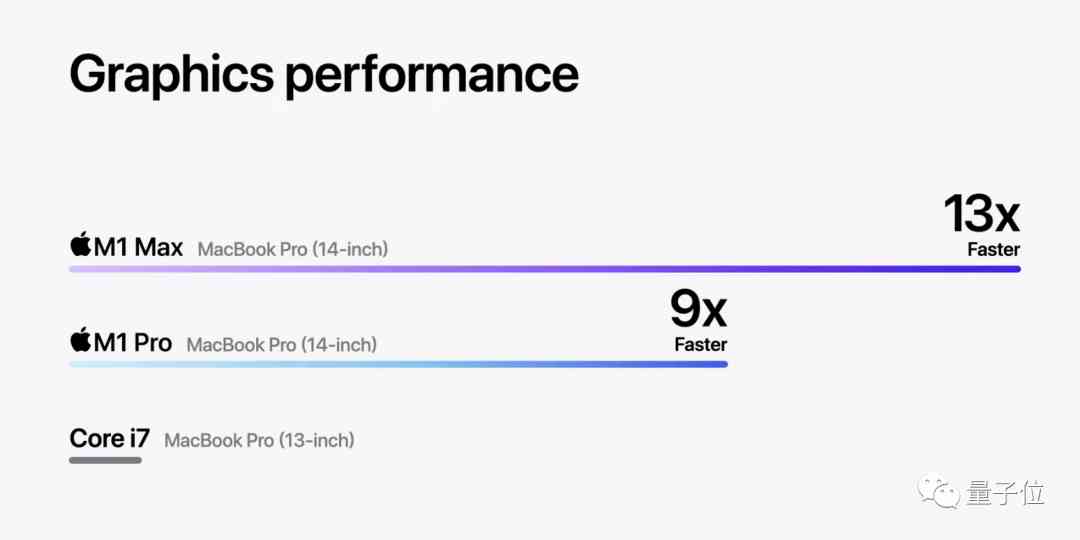 Graphics performance
13x
M1 Max MacBook Pro (14-inch) Faster
9x
M1 Pro MacBook Pro (14-inch) Faster
Core i7 MacBook Pro (13-inch)
量子位